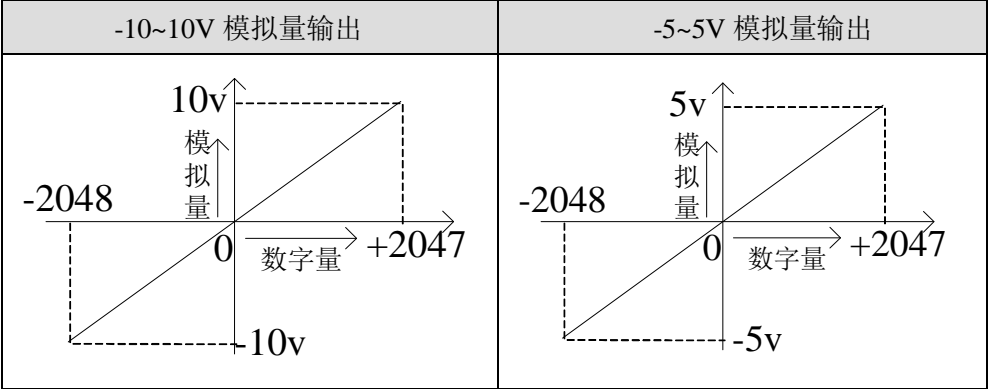 -10~10V 模拟量输出
-5~5V 模拟量输出
10v
模拟量
-2048
0
数字量
+2047
-10v
5v
模拟量
-2048
0
数字量
+2047
-5v